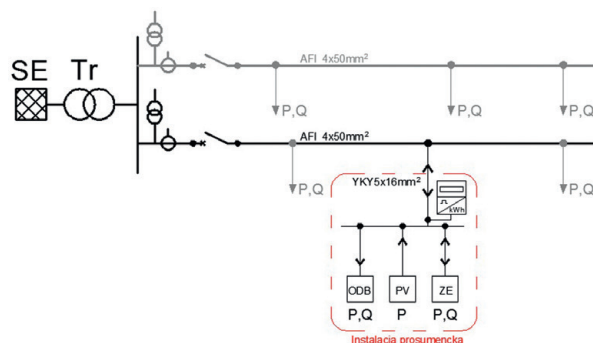 SE Tr
AFI 4x50mm²
P,Q P,Q P,Q
AFI 4x50mm²
P,Q P,Q
YKY5x16mm²
kWh
ODB PV ZE
P,Q P P,Q
Instalacja prosumencka